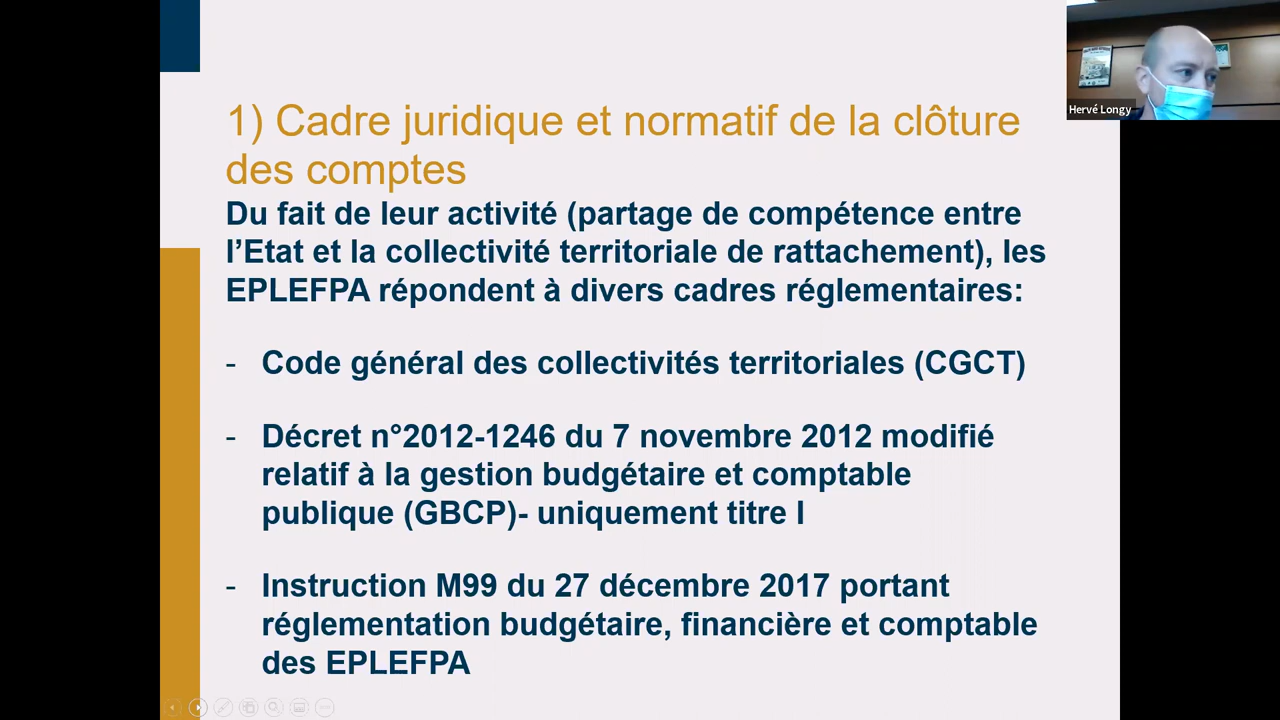 1) Cadre juridique et normatif de la clôture
des comptes
Du fait de leur activité (partage de compétence entre
l’Etat et la collectivité territoriale de rattachement), les
EPLEFPA répondent à divers cadres réglementaires:
- Code général des collectivités territoriales (CGCT)
- Décret n°2012-1246 du 7 novembre 2012 modifié
relatif à la gestion budgétaire et comptable
publique (GBCP)- uniquement titre I
- Instruction M99 du 27 décembre 2017 portant
réglementation budgétaire, financière et comptable
des EPLEFPA
Hervé Longy